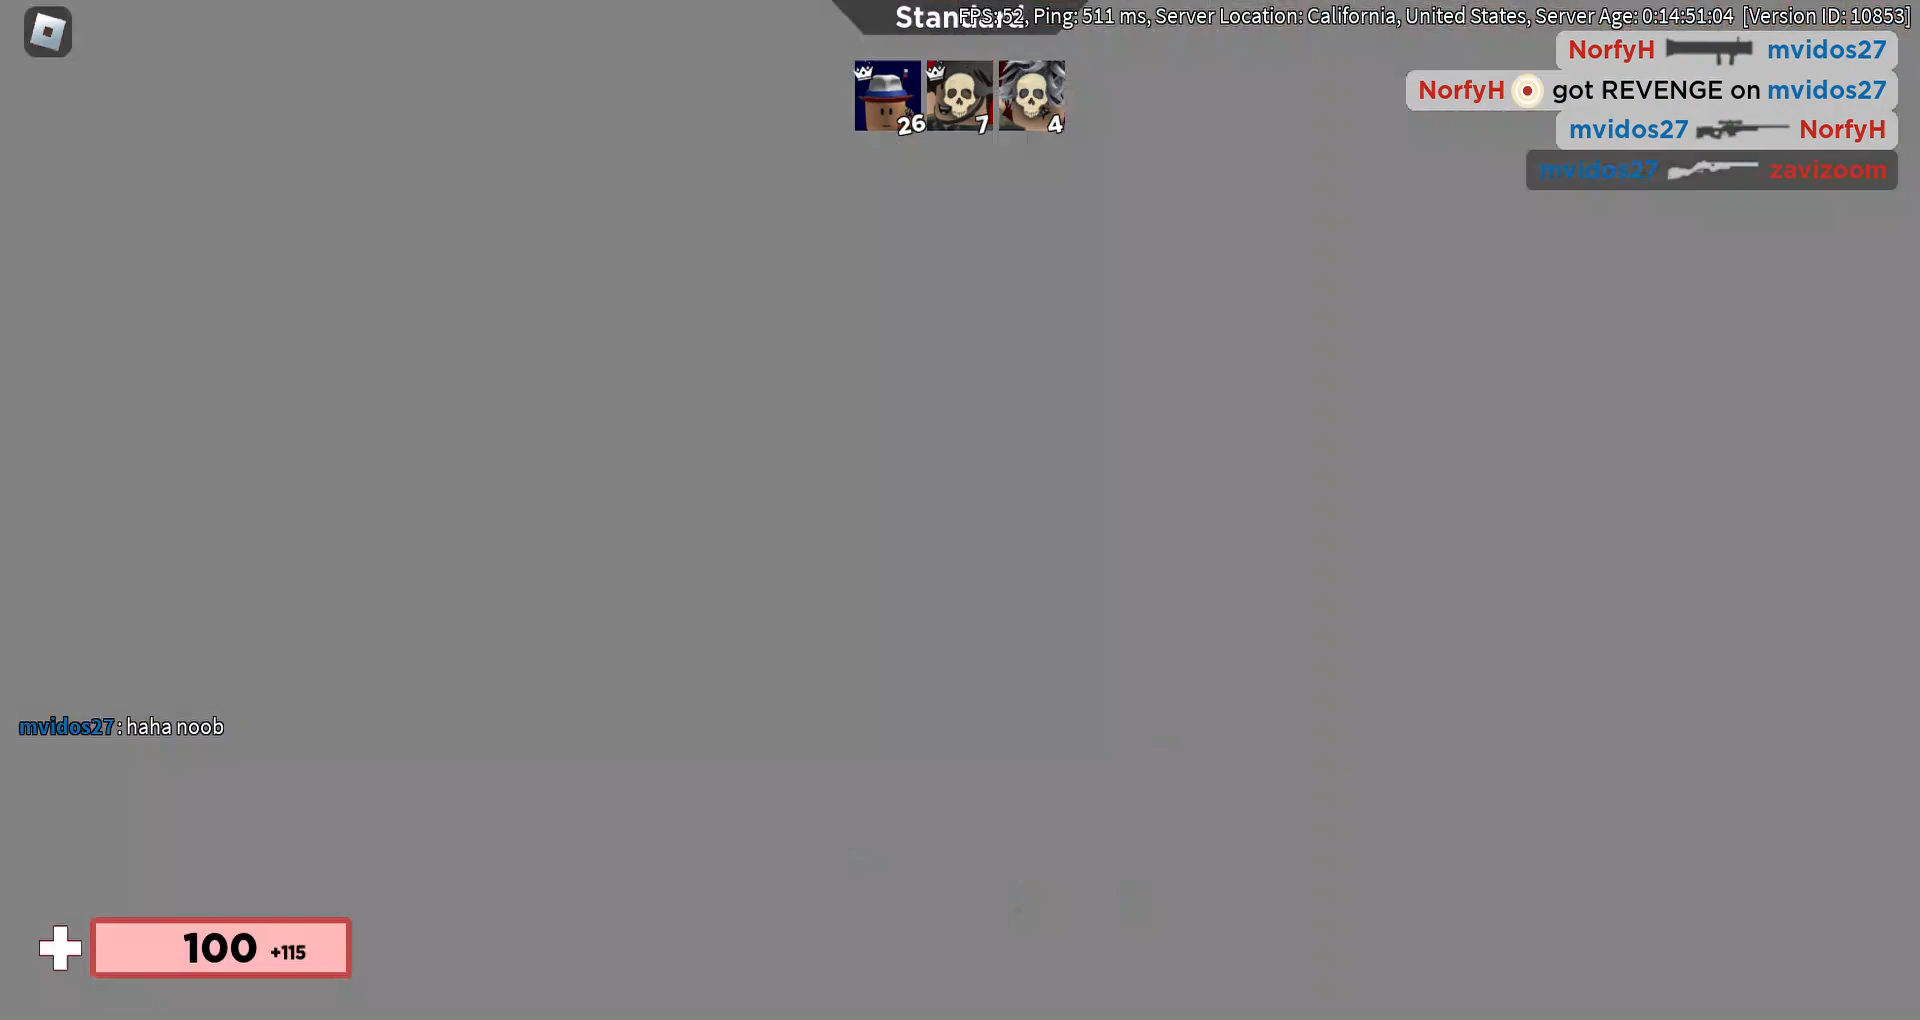 Standard
FPS: 52, Ping: 511 ms, Server Location: California, United States, Server Age: 0:14:51:04 [Version ID: 10853]
NorfyH mvidos27
NorfyH got REVENGE on mvidos27
mvidos27 NorfyH
mvidos27 zavizoom
26 7 4
mvidos27: haha noob
100 +115